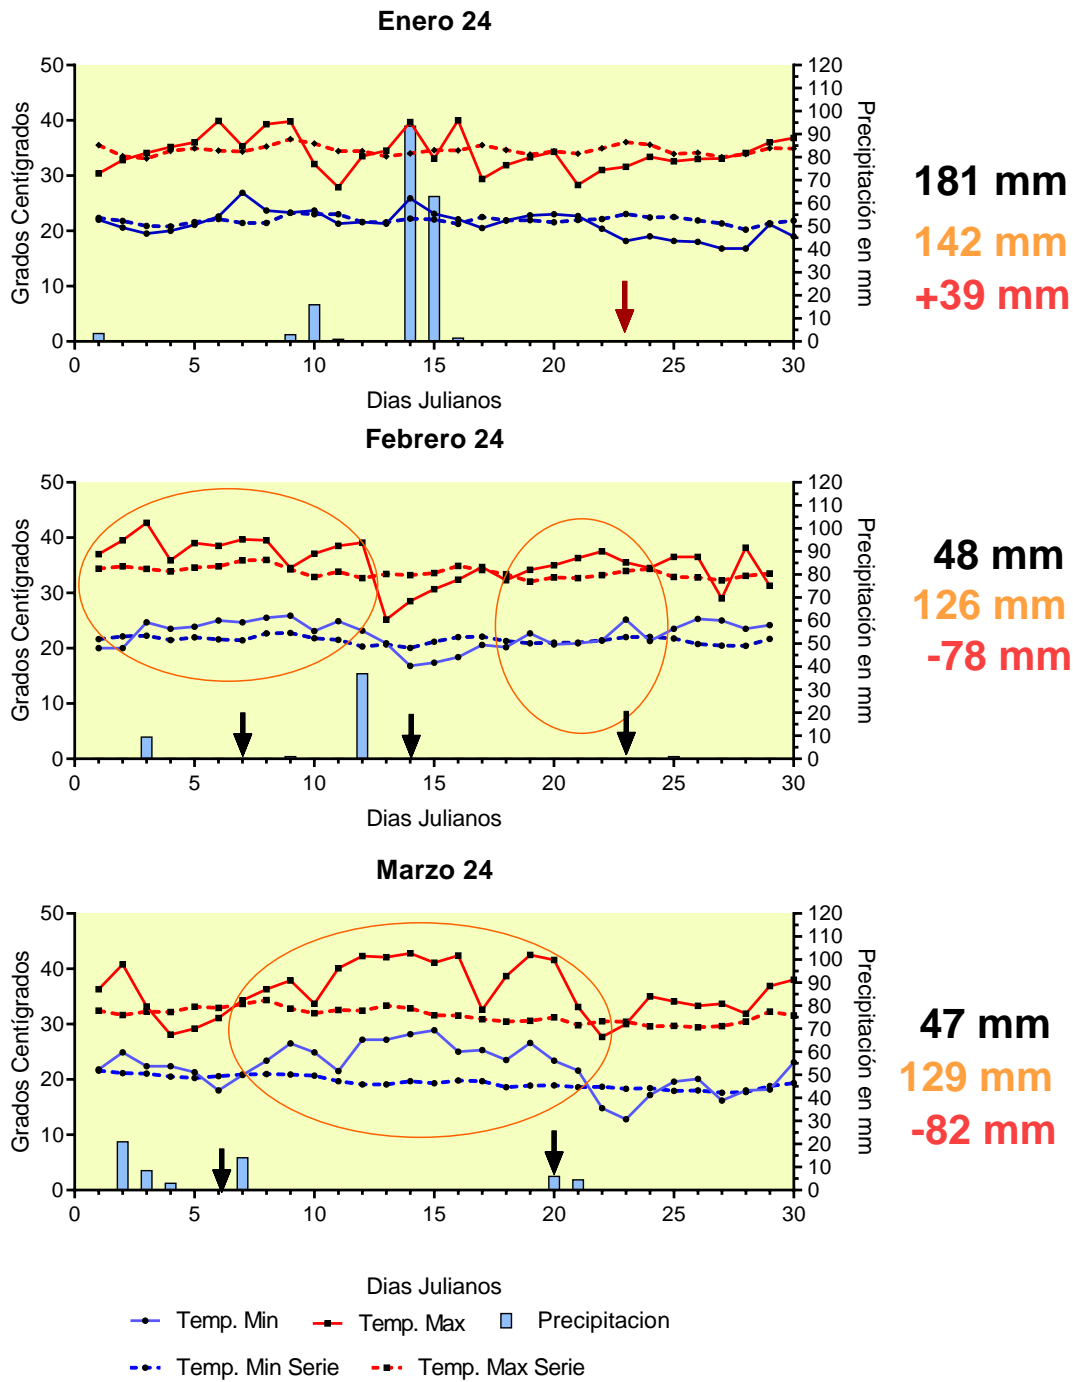 Enero 24
50
40
30
20
10
0
Grados Centígrados
120
110
100
90
80
70
60
50
40
30
20
10
0
Precipitación en mm
0 5 10 15 20 25 30
Dias Julianos
181 mm
142 mm
+39 mm
Febrero 24
50
40
30
20
10
0
Grados Centígrados
120
110
100
90
80
70
60
50
40
30
20
10
0
Precipitación en mm
0 5 10 15 20 25 30
Dias Julianos
48 mm
126 mm
-78 mm
Marzo 24
50
40
30
20
10
0
Grados Centígrados
120
110
100
90
80
70
60
50
40
30
20
10
0
Precipitación en mm
0 5 10 15 20 25 30
47 mm
129 mm
-82 mm
Dias Julianos
Temp. Min Temp. Max Precipitacion
Temp. Min Serie Temp. Max Serie